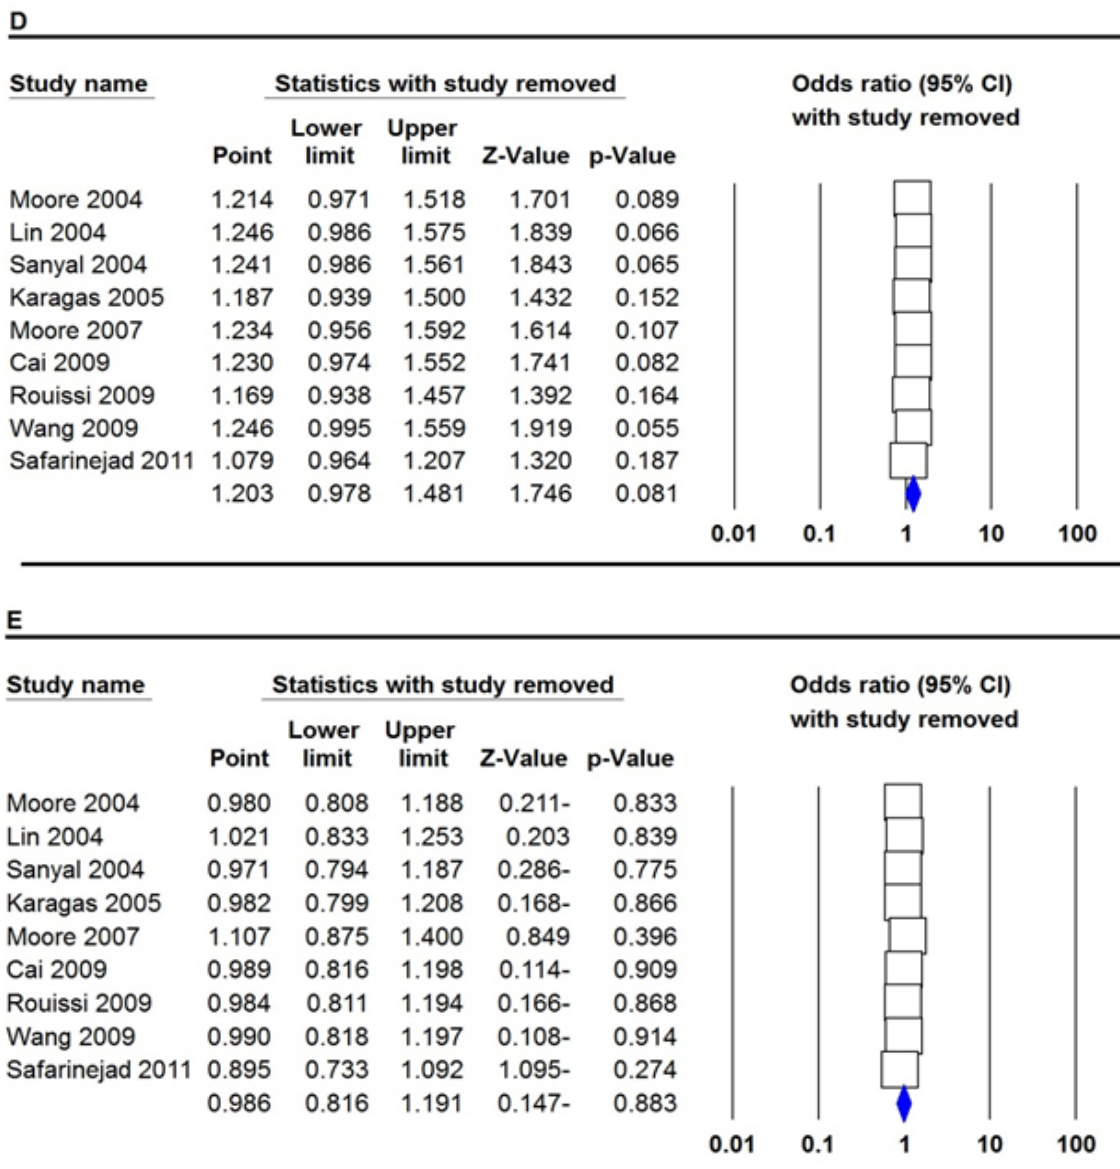 D
Study name Statistics with study removed Odds ratio (95% CI)
with study removed
Lower Upper
Point limit limit Z-Value p-Value
Moore 2004 1.214 0.971 1.518 1.701 0.089
Lin 2004 1.246 0.986 1.575 1.839 0.066
Sanyal 2004 1.241 0.986 1.561 1.843 0.065
Karagas 2005 1.187 0.939 1.500 1.432 0.152
Moore 2007 1.234 0.956 1.592 1.614 0.107
Cai 2009 1.230 0.974 1.552 1.741 0.082
Rouissi 2009 1.169 0.938 1.457 1.392 0.164
Wang 2009 1.246 0.995 1.559 1.919 0.055
Safarinejad 2011 1.079 0.964 1.207 1.320 0.187
1.203 0.978 1.481 1.746 0.081
0.01 0.1 1 10 100
E
Study name Statistics with study removed Odds ratio (95% CI)
with study removed
Lower Upper
Point limit limit Z-Value p-Value
Moore 2004 0.980 0.808 1.188 0.211- 0.833
Lin 2004 1.021 0.833 1.253 0.203 0.839
Sanyal 2004 0.971 0.794 1.187 0.286- 0.775
Karagas 2005 0.982 0.799 1.208 0.168- 0.866
Moore 2007 1.107 0.875 1.400 0.849 0.396
Cai 2009 0.989 0.816 1.198 0.114- 0.909
Rouissi 2009 0.984 0.811 1.194 0.166- 0.868
Wang 2009 0.990 0.818 1.197 0.108- 0.914
Safarinejad 2011 0.895 0.733 1.092 1.095- 0.274
0.986 0.816 1.191 0.147- 0.883
0.01 0.1 1 10 100